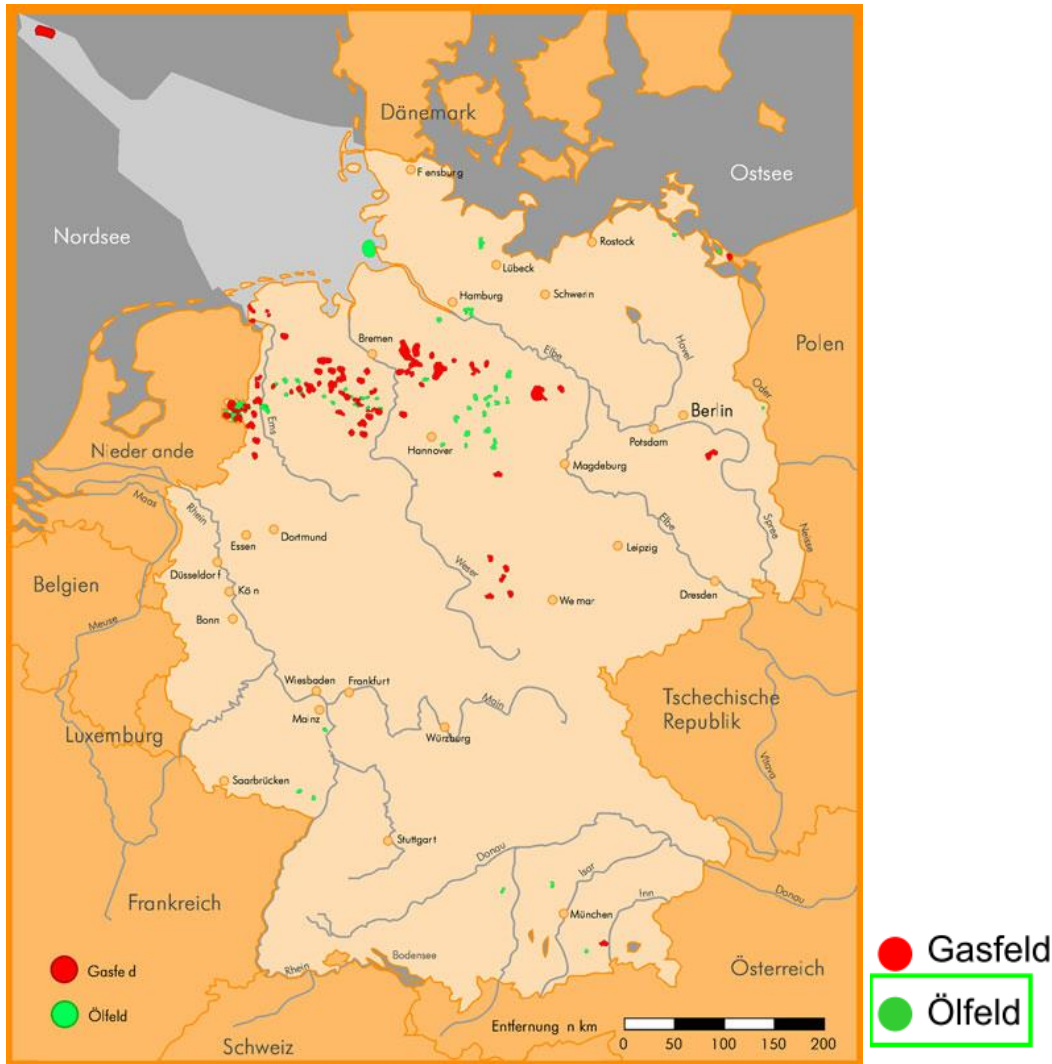 Dänemark
Ostsee
F ensburg
Nordsee
Rostock
Lübeck
Hamburg
Schwerin
Bremen
Elbe
Havel
Polen
Oder
Berlin
Ems
Potsdam
Nieder ande
Hannover
Magdeburg
Maas
Rhein
Elbe
Spree
Neisse
Essen
Dortmund
Leipzig
Belgien
Düsseldorf
Weser
Kö n
We mar
Dresden
Bonn
Meuse
Wiesbaden
Frankfurt
Main
Tschechische
Republik
Mainz
Luxemburg
Würzburg
Vltava
Saarbrücken
Stuttgart
Donau
Isar
Inn
Donau
Frankreich
München
Bodensee
Rhein
Österreich
Gasfe d
Ölfeld
Entfernung n km
0 50 100 150 200
Schweiz
Gasfeld
Ölfeld